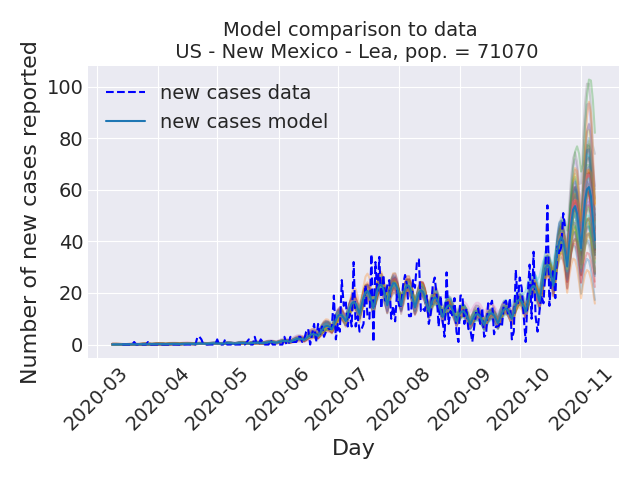 Model comparison to data
US - New Mexico - Lea, pop. = 71070
Number of new cases reported
100
80
60
40
20
0
new cases data
new cases model
2020-03
2020-04
2020-05
2020-06
2020-07
2020-08
2020-09
2020-10
2020-11
Day